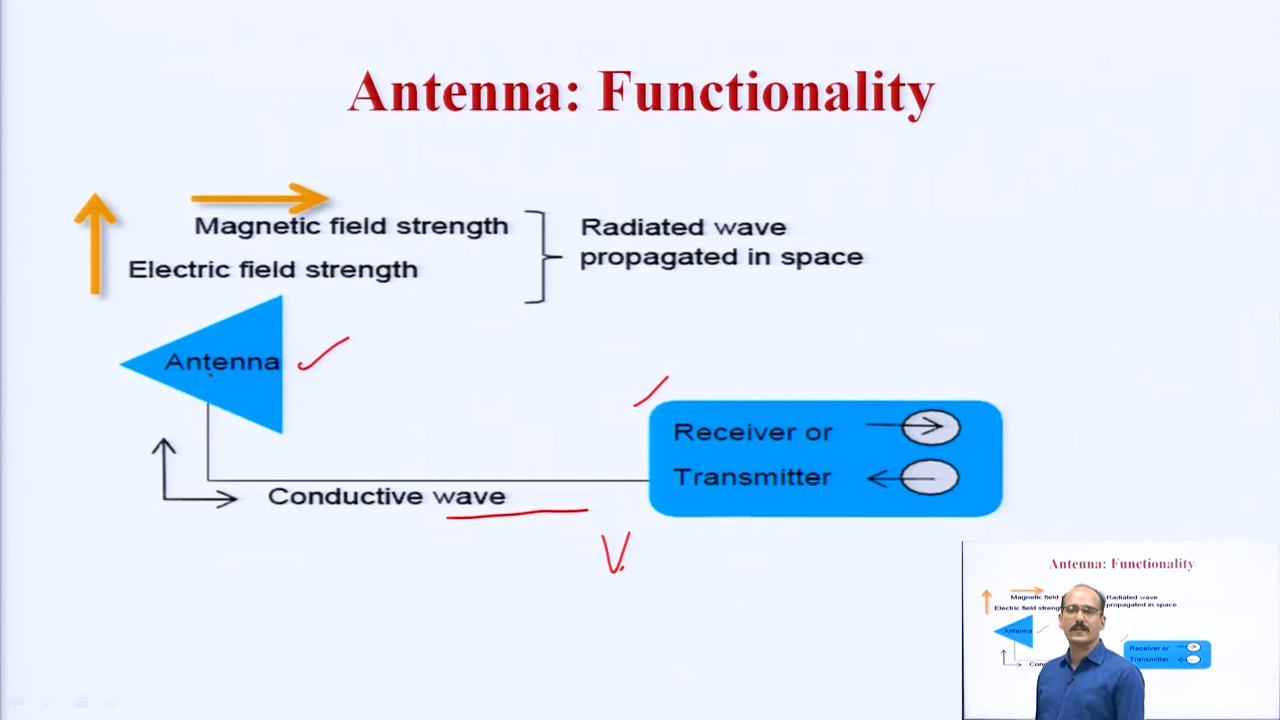 Antenna: Functionality
Magnetic field strength
Electric field strength
Radiated wave
propagated in space
Antenna
Receiver or
Transmitter
Conductive wave
V.
Antenna: Functionality
Magnetic field
Electric field
Radiated wave
propagated in space
Antenna
Receiver or
Transmitter